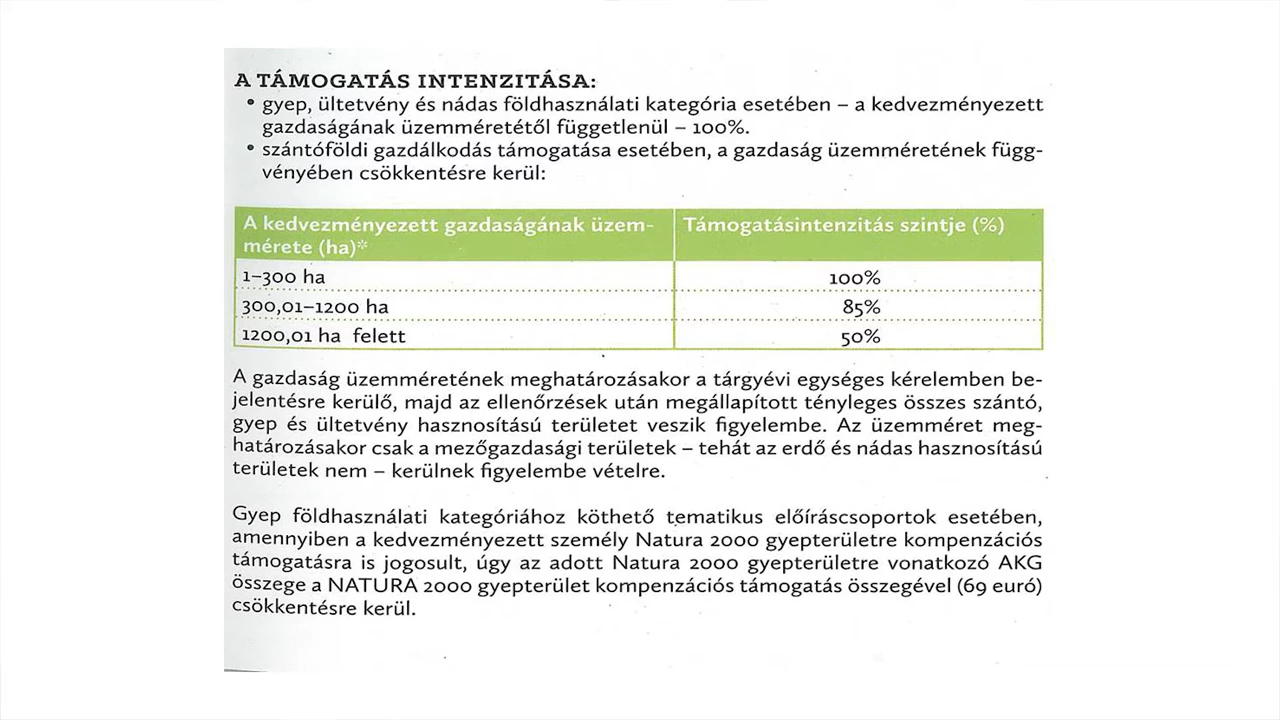 A TÁMOGATÁS INTENZITÁSA:
• gyep, ültetvény és nádas földhasználati kategória esetében – a kedvezményezett
gazdaságának üzemméretétől függetlenül – 100%.
• szántóföldi gazdálkodás támogatása esetében, a gazdaság üzemméretének függ-
vényében csökkentésre kerül:
A kedvezményezett gazdaságának üzem-
mérete (ha)*
Támogatásintenzitás szintje (%)
1–300 ha
100%
300,01–1200 ha
85%
1200,01 ha felett
50%
A gazdaság üzemméretének meghatározásakor a tárgyévi egységes kérelemben be-
jelentésre kerülő, majd az ellenőrzések után megállapított tényleges összes szántó,
gyep és ültetvény hasznosítású területet veszik figyelembe. Az üzemméret meg-
határozásakor csak a mezőgazdasági területek – tehát az erdő és nádas hasznosítású
területek nem – kerülnek figyelembe vételre.
Gyep földhasználati kategóriához köthető tematikus előíráscsoportok esetében,
amennyiben a kedvezményezett személy Natura 2000 gyepterületre kompenzációs
támogatásra is jogosult, úgy az adott Natura 2000 gyepterületre vonatkozó AKG
összege a NATURA 2000 gyepterület kompenzációs támogatás összegével (69 euró)
csökkentésre kerül.